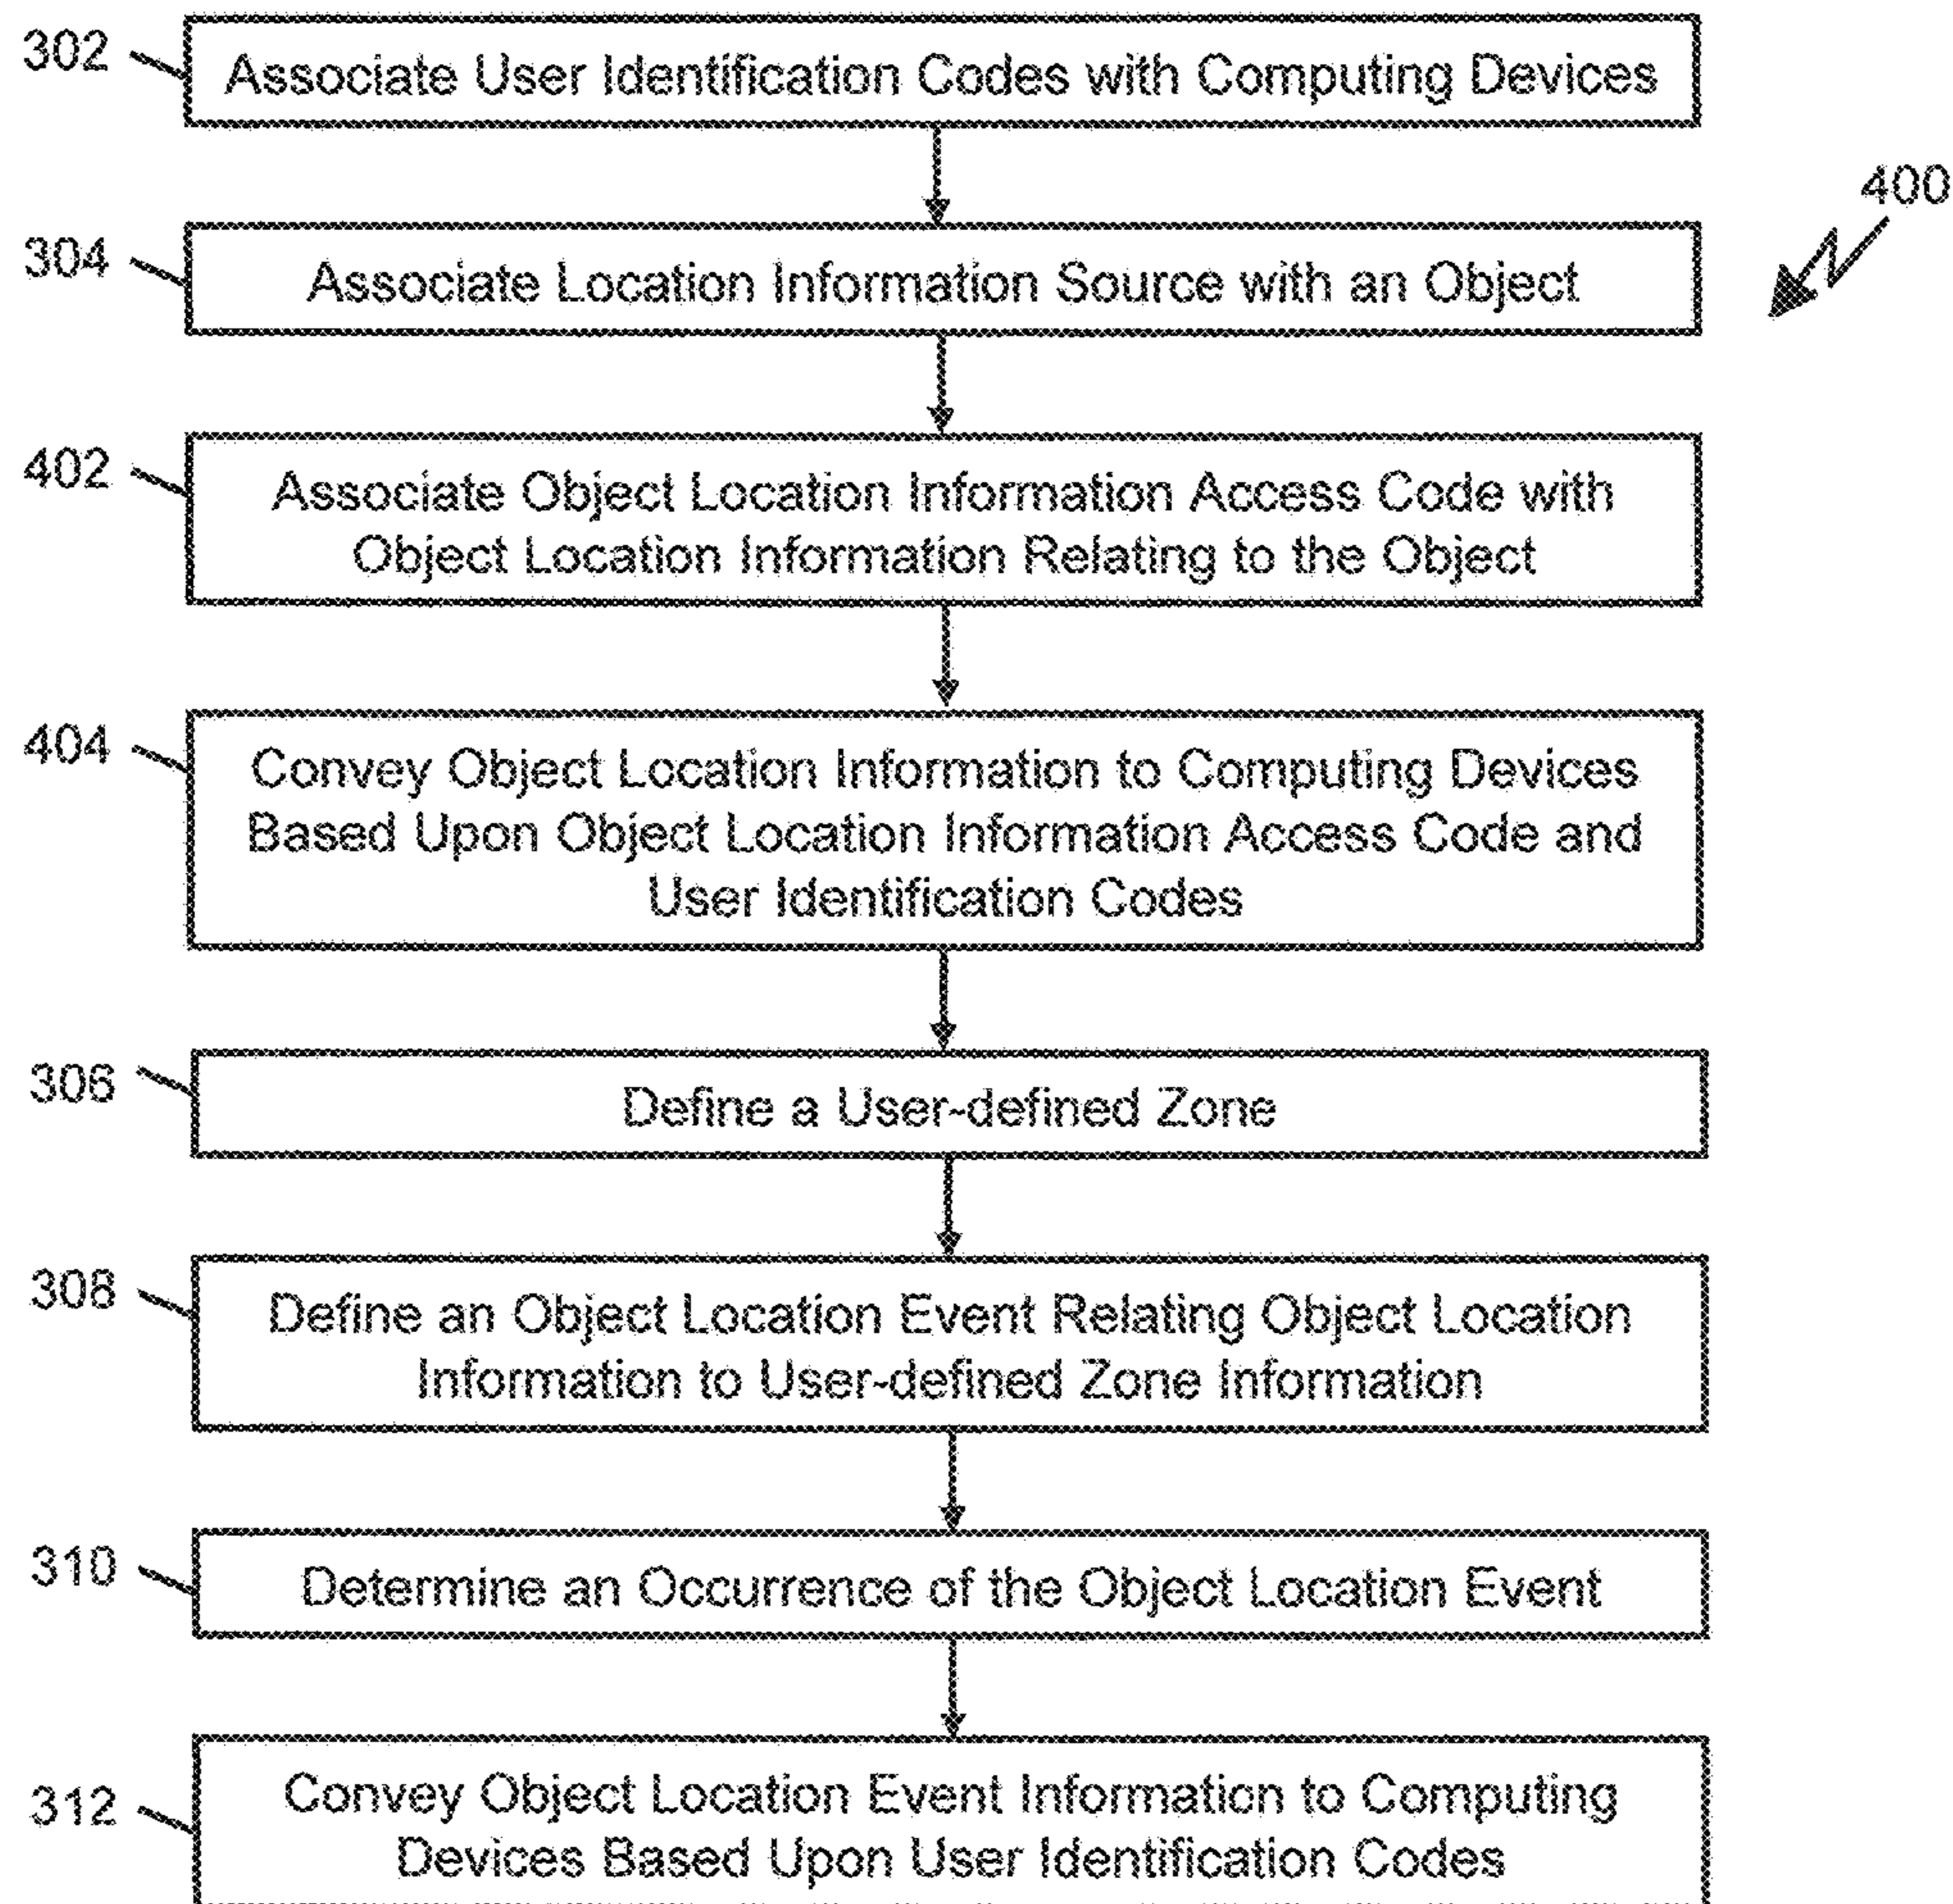 302
Associate User Identification Codes with Computing Devices
400
304
Associate Location Information Source with an Object
402
Associate Object Location Information Access Code with
Object Location Information Relating to the Object
404
Convey Object Location Information to Computing Devices
Based Upon Object Location Information Access Code and
User Identification Codes
306
Define a User-defined Zone
308
Define an Object Location Event Relating Object Location
Information to User-defined Zone Information
310
Determine an Occurrence of the Object Location Event
312
Convey Object Location Event Information to Computing
Devices Based Upon User Identification Codes